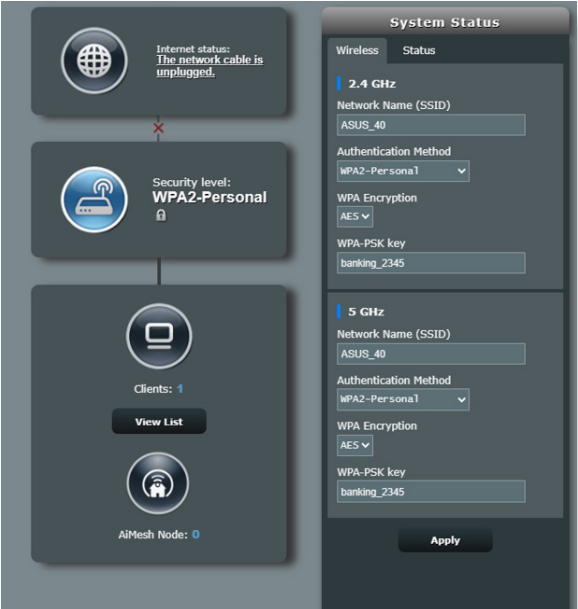 Internet status:
The network cable is
unplugged.
Security level:
WPA2-Personal
Clients: 1
View List
AiMesh Node: 0
System Status
Wireless
Status
2.4 GHz
Network Name (SSID)
ASUS_40
Authentication Method
WPA2-Personal
WPA Encryption
AES
WPA-PSK key
banking_2345
5 GHz
Network Name (SSID)
ASUS_40
Authentication Method
WPA2-Personal
WPA Encryption
AES
WPA-PSK key
banking_2345
Apply